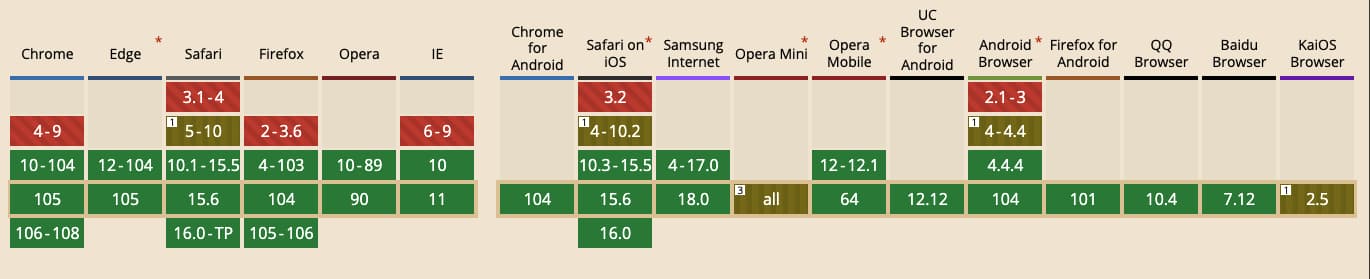 Chrome
Edge *
Safari
Firefox
Opera
IE
Chrome
for
Android
Safari on *
iOS
Samsung
Internet
Opera Mini *
Opera *
Mobile
UC
Browser
for
Android
Android *
Browser
Firefox for
Android
QQ
Browser
Baidu
Browser
KaiOS
Browser
3.1-4 3.2 2.1-3
4-9 1 5-10 2-3.6 6-9 1 4-10.2 1 4-4.4
10-104 12-104 10.1-15.5 4-103 10-89 10 10.3-15.5 4-17.0 12-12.1 4.4.4
105 105 15.6 104 90 11 104 15.6 18.0 3 all 64 12.12 104 101 10.4 7.12 1 2.5
106-108 16.0-TP 105-106 16.0